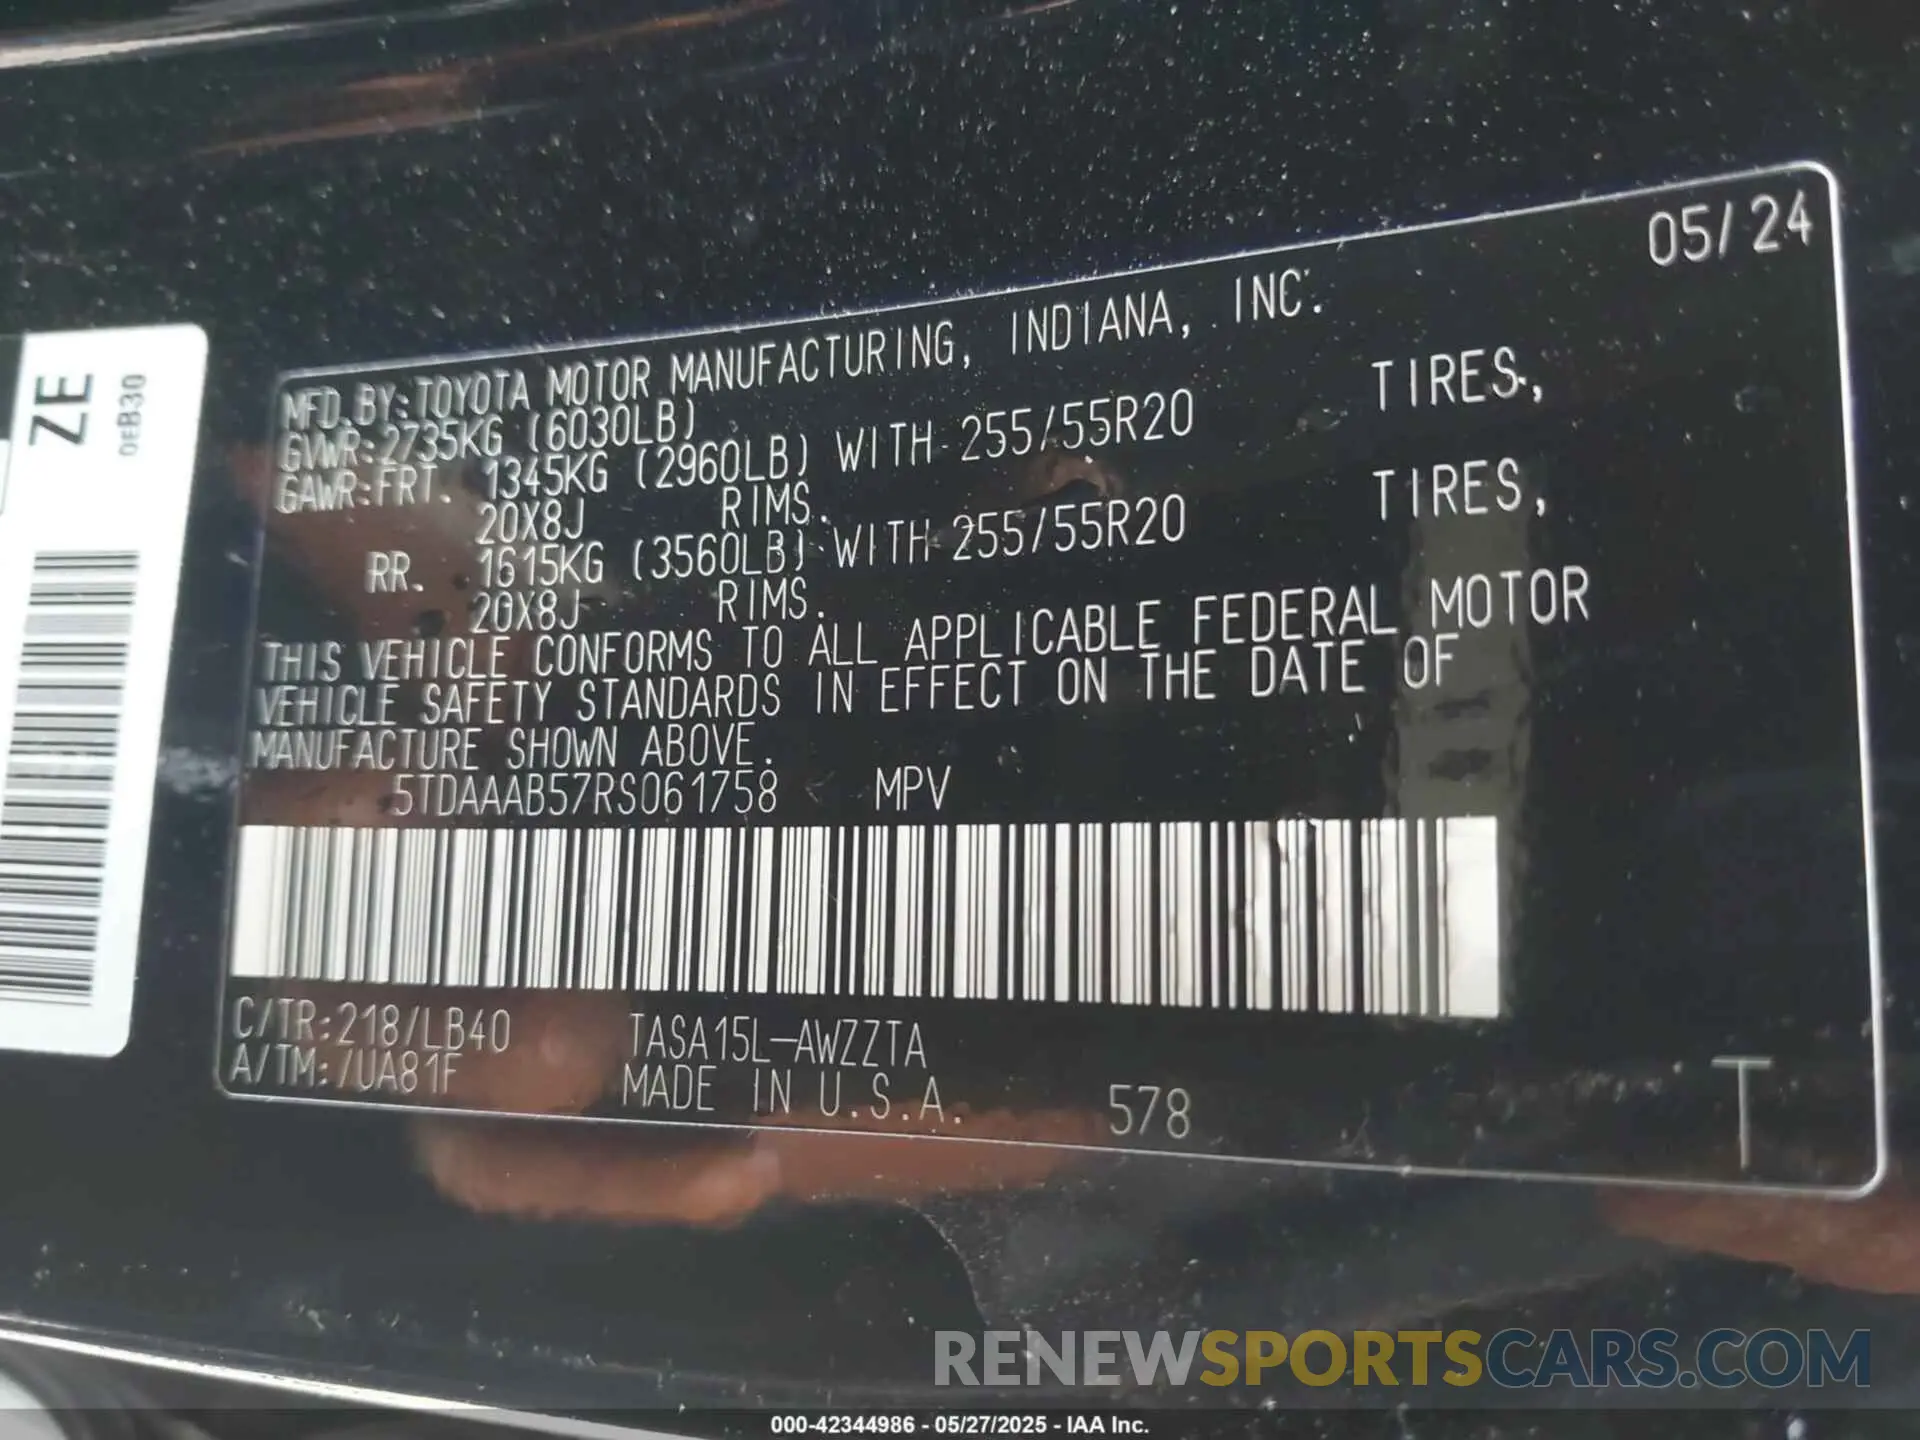 05/24
MFD. BY: TOYOTA MOTOR MANUFACTURING, INDIANA, INC.
GVWR: 2735KG (6030LB)
GAWR: FRT. 1345KG (2960LB) WITH 255/55R20 TIRES,
20X8J RIMS.
RR. 1615KG (3560LB) WITH 255/55R20 TIRES,
20X8J RIMS.
THIS VEHICLE CONFORMS TO ALL APPLICABLE FEDERAL MOTOR
VEHICLE SAFETY STANDARDS IN EFFECT ON THE DATE OF
MANUFACTURE SHOWN ABOVE.
5TDAAAB57RS061758 MPV
C/TR: 218/LB40 TASA15L-AWZZTA
A/TM: /UA81F MADE IN U.S.A. 578 T
ZE
0EB30
RENEWSPORTSCARS.COM
000-42344986 - 05/27/2025 - IAA Inc.